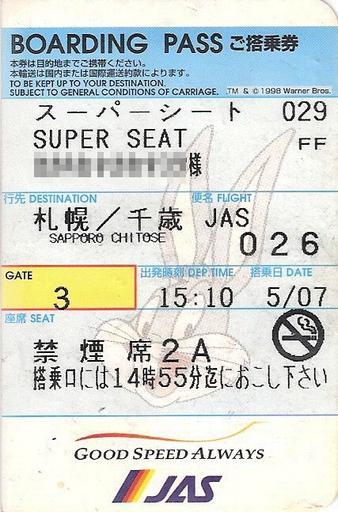 BOARDING PASS ご搭乗券
本券は目的地までご携帯ください。
本輸送は国内または国際運送約款によります。
TO BE KEPT UP TO YOUR DESTINATION.
SUBJECT TO GENERAL CONDITIONS OF CARRIAGE. TM & © 1998 Warner Bros.
スーパーシート 029
SUPER SEAT FF
様
行先 DESTINATION 便名 FLIGHT
札幌/千歳 JAS
SAPPORO CHITOSE 026
GATE 出発時刻 DEP.TIME 搭乗日 DATE
3 15:10 5/07
座席 SEAT
禁煙席2A
搭乗口には14時55分迄におこし下さい
GOOD SPEED ALWAYS
JAS